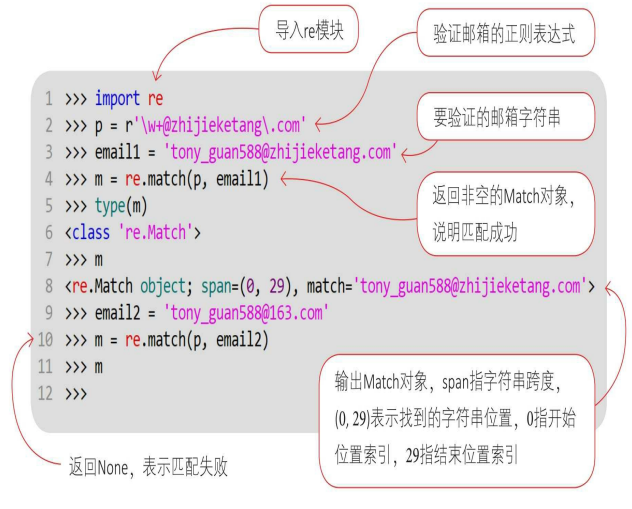 导入re模块
验证邮箱的正则表达式
1 >>> import re
2 >>> p = r'\w+@zhijieketang\.com'
要验证的邮箱字符串
3 >>> email1 = 'tony_guan588@zhijieketang.com'
4 >>> m = re.match(p, email1)
返回非空的Match对象,
说明匹配成功
5 >>> type(m)
6 <class 're.Match'>
7 >>> m
8 <re.Match object; span=(0, 29), match='tony_guan588@zhijieketang.com'>
9 >>> email2 = 'tony_guan588@163.com'
10 >>> m = re.match(p, email2)
11 >>> m
12 >>>
输出Match对象，span指字符串跨度，
(0, 29)表示找到的字符串位置，0指开始
位置索引，29指结束位置索引
返回None，表示匹配失败